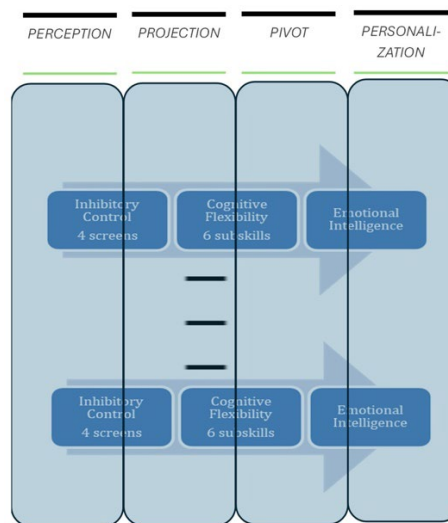 PERCEPTION
PROJECTION
PIVOT
PERSONALI-
ZATION
Inhibitory
Control
4 screens
Cognitive
Flexibility
6 subskills
Emotional
Intelligence
Inhibitory
Control
4 screens
Cognitive
Flexibility
6 subskills
Emotional
Intelligence